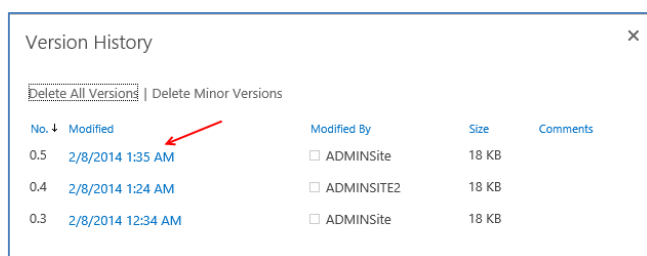 Version History
Delete All Versions | Delete Minor Versions
No. Modified Modified By Size Comments
0.5 2/8/2014 1:35 AM ADMINSite 18 KB
0.4 2/8/2014 1:24 AM ADMINSITE2 18 KB
0.3 2/8/2014 12:34 AM ADMINSite 18 KB